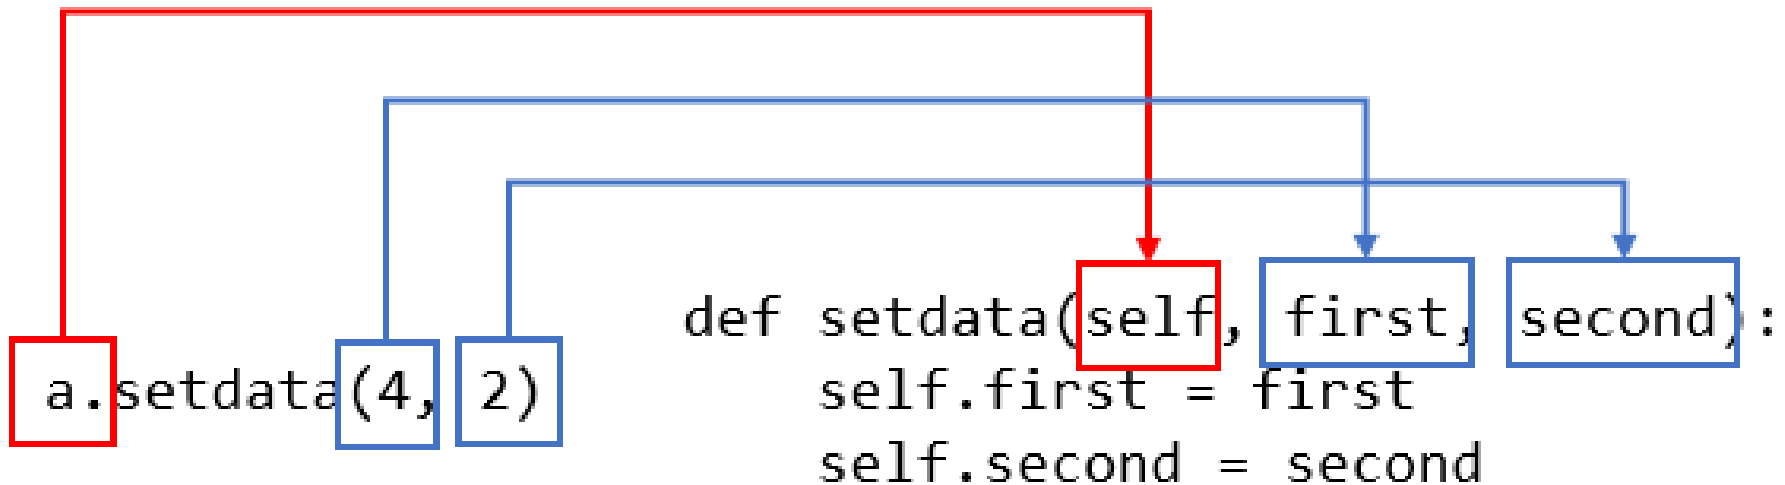 a.setdata(4, 2)
def setdata(self, first, second):
self.first = first
self.second = second